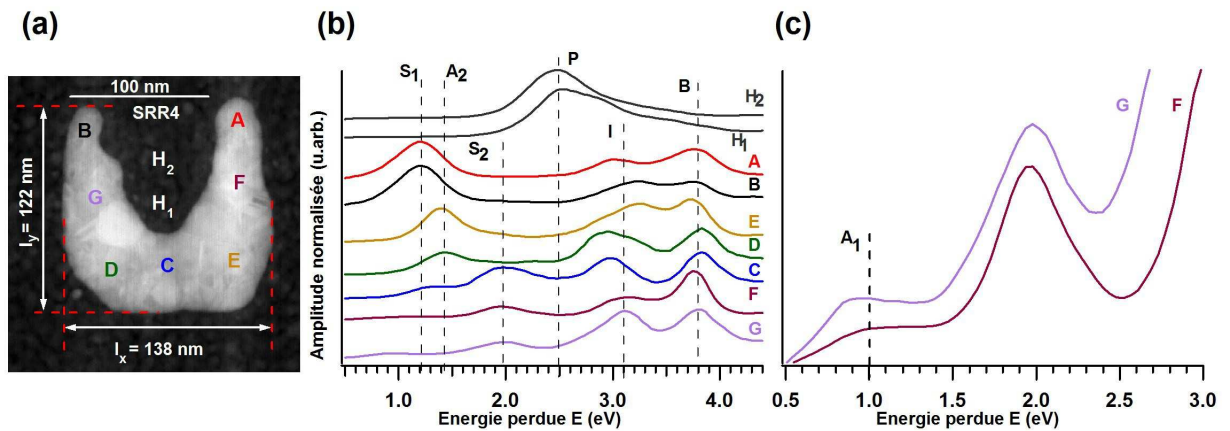 (a)
(b)
(c)
100 nm
SRR4
A
B
H2
G
F
H1
D
C
E
ly = 122 nm
lx = 138 nm
Amplitude normalisée (u.arb.)
S1
A2
P
B
S2
I
H2
H1
A
B
E
D
C
F
G
1.0 2.0 3.0 4.0
Energie perdue E (eV)
G
F
A1
0.5 1.0 1.5 2.0 2.5 3.0
Energie perdue E (eV)